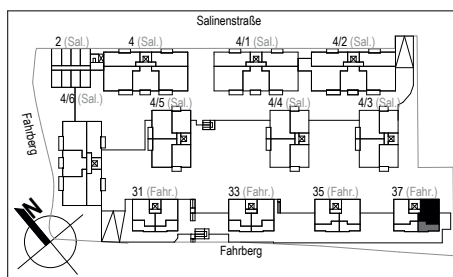 Salinenstraße
2 (Sal.) 4 (Sal.) 4/1 (Sal.) 4/2 (Sal.)
4/6 (Sal.) 4/5 (Sal.) 4/4 (Sal.) 4/3 (Sal.)
Fahrberg
31 (Fahr.) 33 (Fahr.) 35 (Fahr.) 37 (Fahr.)
N
Fahrberg